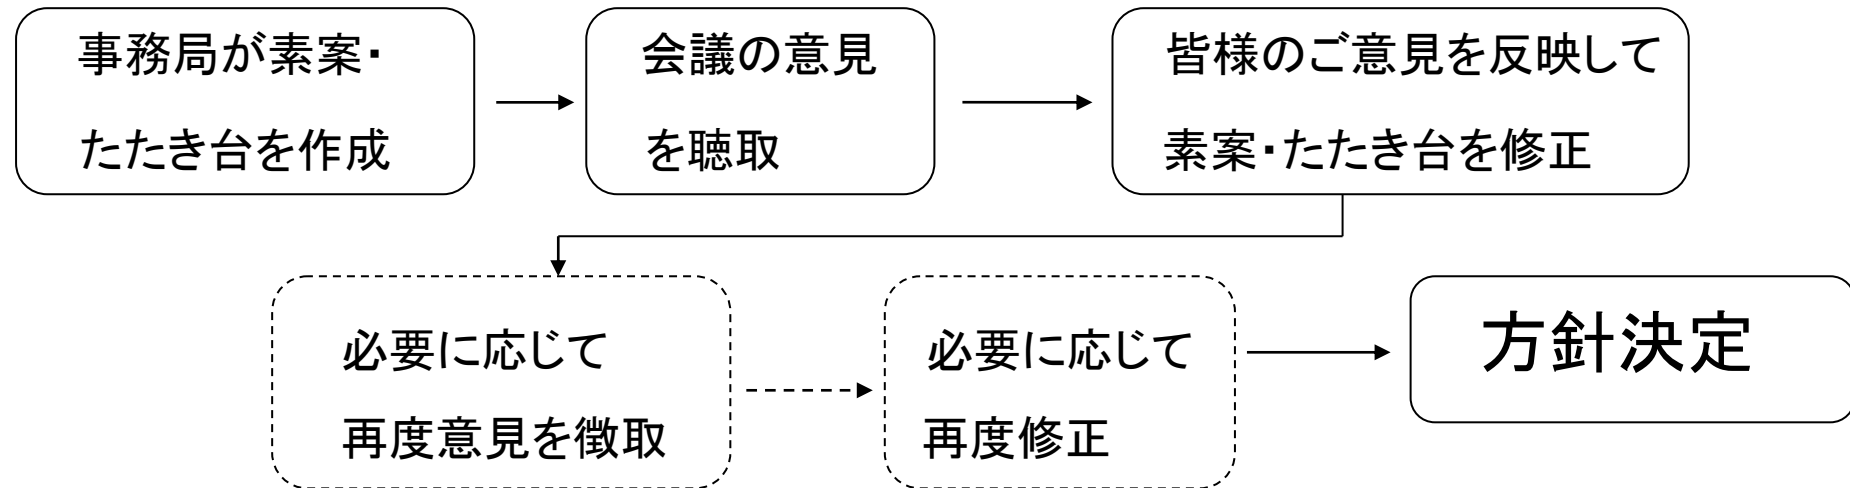 事務局が素案・
たたき台を作成
会議の意見
を聴取
皆様のご意見を反映して
素案・たたき台を修正
必要に応じて
再度意見を徴取
必要に応じて
再度修正
方針決定